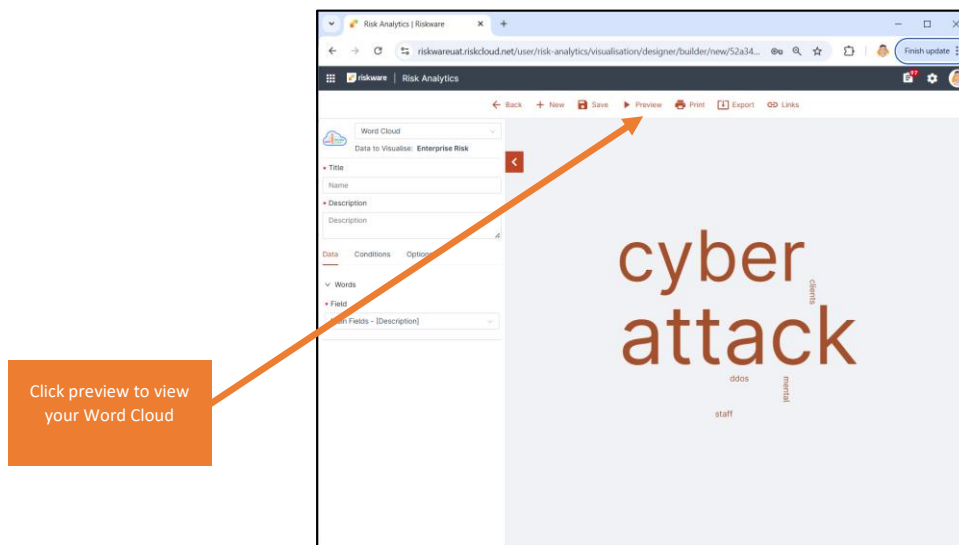 Risk Analytics | Riskware
riskwareuat.riskcloud.net/user/risk-analytics/visualisation/designer/builder/new/52a34...
Finish update
riskware | Risk Analytics
97
Back New Save Preview Print Export Links
Word Cloud
Data to Visualise: Enterprise Risk
Title
Name
Description
Description
Data Conditions Options
Words
Field
Fields - [Description]
cyber
clients
attack
ddos
mental
staff
Click preview to view
your Word Cloud